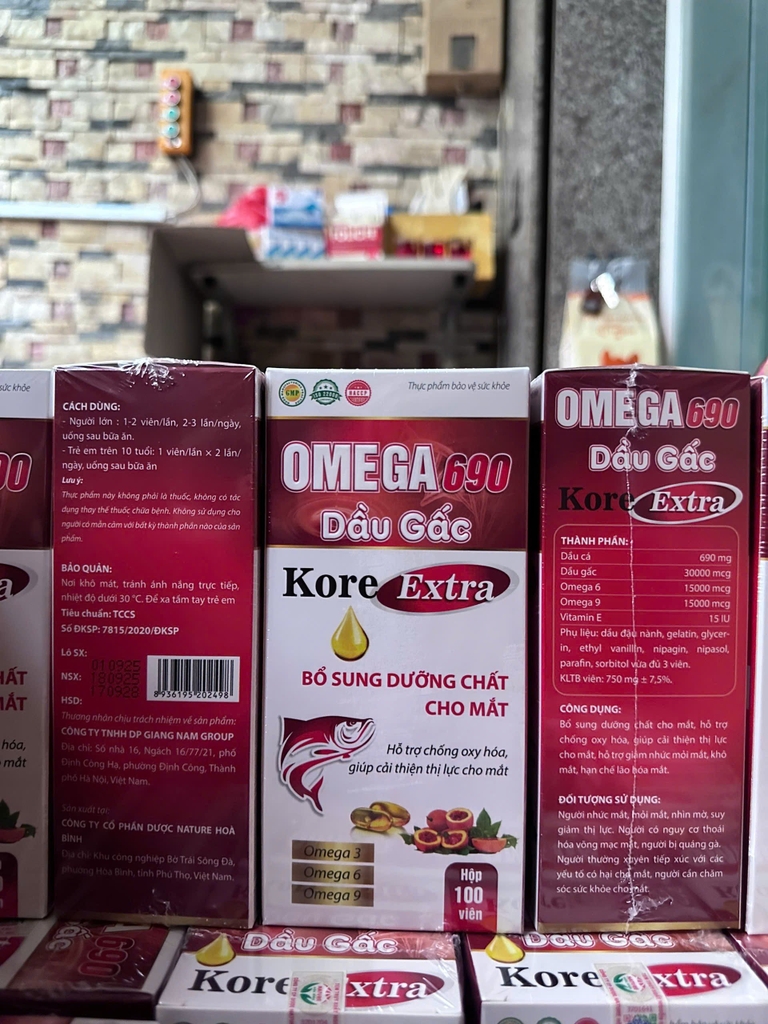 CÁCH DÙNG:
- Người lớn : 1-2 viên/lần, 2-3 lần/ngày,
uống sau bữa ăn.
- Trẻ em trên 10 tuổi: 1 viên/lần × 2 lần/
ngày, uống sau bữa ăn
Lưu ý:
Thực phẩm này không phải là thuốc, không có tác
dụng thay thế thuốc chữa bệnh. Không sử dụng cho
người có mẫn cảm với bất kỳ thành phần nào của sản
phẩm.
BẢO QUẢN:
Nơi khô mát, tránh ánh nắng trực tiếp,
nhiệt độ dưới 30 °C. Để xa tầm tay trẻ em
Tiêu chuẩn: TCCS
Số ĐKSP: 7815/2020/ĐKSP
Lô SX: 010925
NSX: 180925
HSD: 170928
8 936195 202498
Thương nhân chịu trách nhiệm về sản phẩm:
CÔNG TY TNHH DP GIANG NAM GROUP
Địa chỉ: Số nhà 16, Ngách 16/77/21, phố
Định Công Hạ, phường Định Công, Thành
phố Hà Nội, Việt Nam.
Sản xuất tại:
CÔNG TY CỔ PHẦN DƯỢC NATURE HOÀ
BÌNH
Địa chỉ: Khu công nghiệp Bờ Trái Sông Đà,
phường Hòa Bình, tỉnh Phú Thọ, Việt Nam.
GMP
ISO 22000
HACCP
Thực phẩm bảo vệ sức khỏe
OMEGA 690
Dầu Gấc
Kore Extra
BỔ SUNG DƯỠNG CHẤT
CHO MẮT
Hỗ trợ chống oxy hóa,
giúp cải thiện thị lực cho mắt
Omega 3
Omega 6
Omega 9
Hộp
100
viên
OMEGA 690
Dầu Gấc
Kore Extra
THÀNH PHẦN:
Dầu cá 690 mg
Dầu gấc 30000 mcg
Omega 6 15000 mcg
Omega 9 15000 mcg
Vitamin E 15 IU
Phụ liệu: dầu đậu nành, gelatin, glycer-
in, ethyl vanillin, nipagin, nipasol,
parafin, sorbitol vừa đủ 3 viên.
KLTB viên: 750 mg ± 7,5%.
CÔNG DỤNG:
Bổ sung dưỡng chất cho mắt, hỗ trợ
chống oxy hóa, giúp cải thiện thị lực
cho mắt, hỗ trợ giảm nhức mỏi mắt, khô
mắt, hạn chế lão hóa mắt.
ĐỐI TƯỢNG SỬ DỤNG:
Người nhức mắt, mỏi mắt, nhìn mờ, suy
giảm thị lực. Người có nguy cơ thoái
hóa võng mạc mắt, người bị quáng gà.
Người thường xuyên tiếp xúc với các
yếu tố có hại cho mắt, người cần chăm
sóc sức khỏe cho mắt.
sức khỏe
90
a
HẤT
MẮT
hóa,
mắt
690
Gấc
Dầu Gấc
Kore Extra
Dầu Gấc
Kore Extra